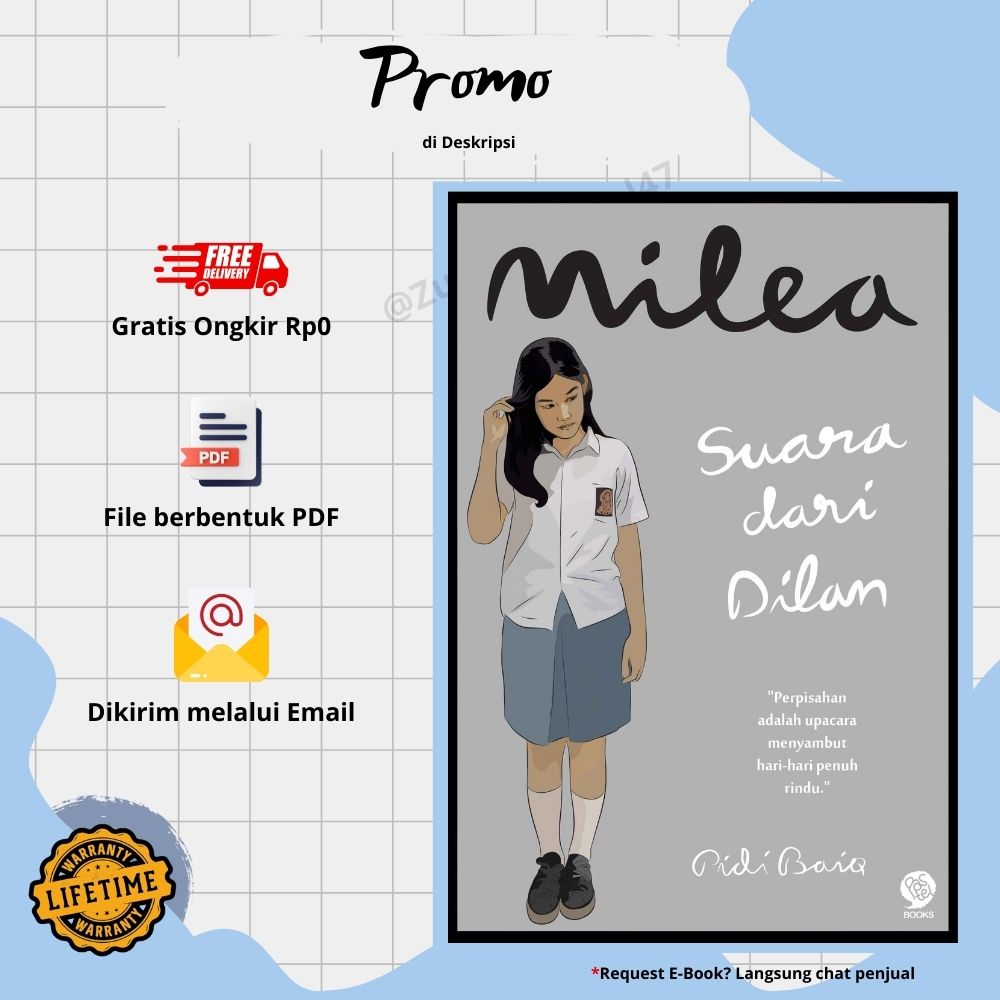 Promo
di Deskripsi
FREE
DELIVERY
Gratis Ongkir Rp0
PDF
File berbentuk PDF
@
Dikirim melalui Email
WARRANTY
LIFETIME
WARRANTY
Milea
Suara
dari
Dilan
"Perpisahan
adalah upacara
menyambut
hari-hari penuh
rindu."
Pidi Baiq
BOOKS
*Request E-Book? Langsung chat penjual